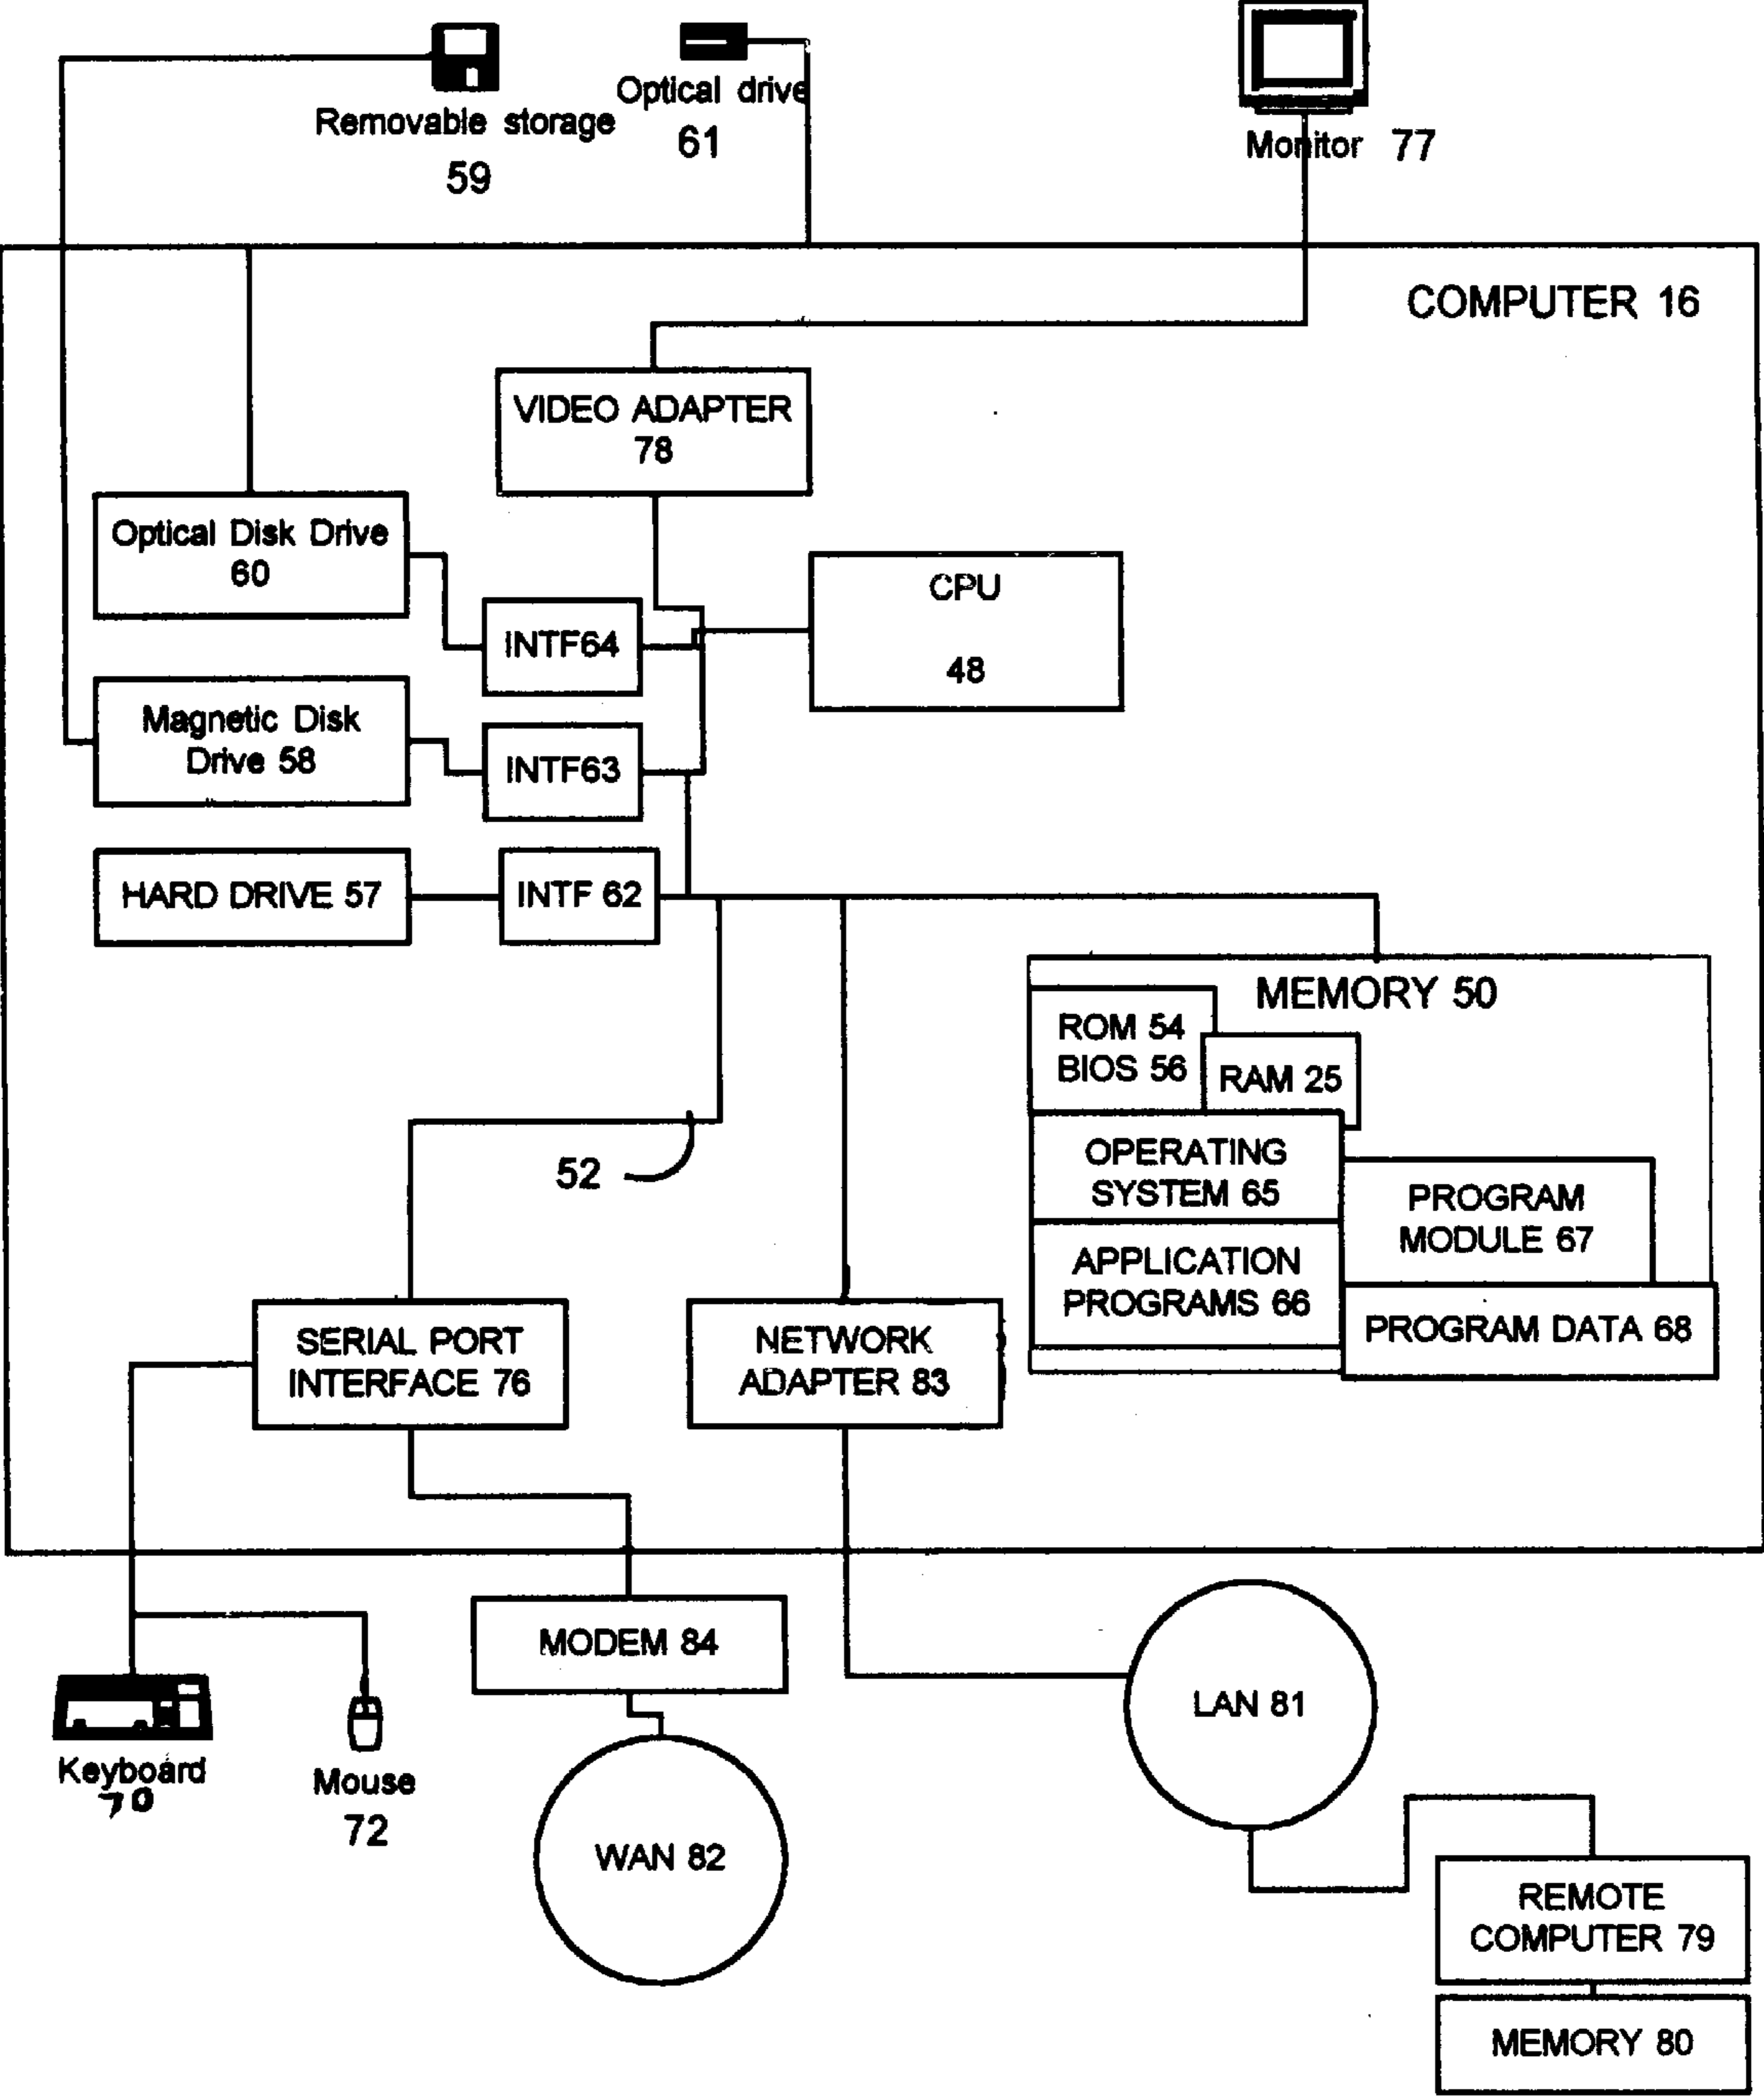 Removable storage
59
Optical drive
61
Monitor 77
COMPUTER 16
VIDEO ADAPTER
78
Optical Disk Drive
60
CPU
48
INTF64
Magnetic Disk
Drive 58
INTF63
HARD DRIVE 57
INTF 62
MEMORY 50
ROM 54
BIOS 56
RAM 25
OPERATING
SYSTEM 65
PROGRAM
MODULE 67
APPLICATION
PROGRAMS 66
PROGRAM DATA 68
52
SERIAL PORT
INTERFACE 76
NETWORK
ADAPTER 83
MODEM 84
LAN 81
Keyboard
70
Mouse
72
WAN 82
REMOTE
COMPUTER 79
MEMORY 80